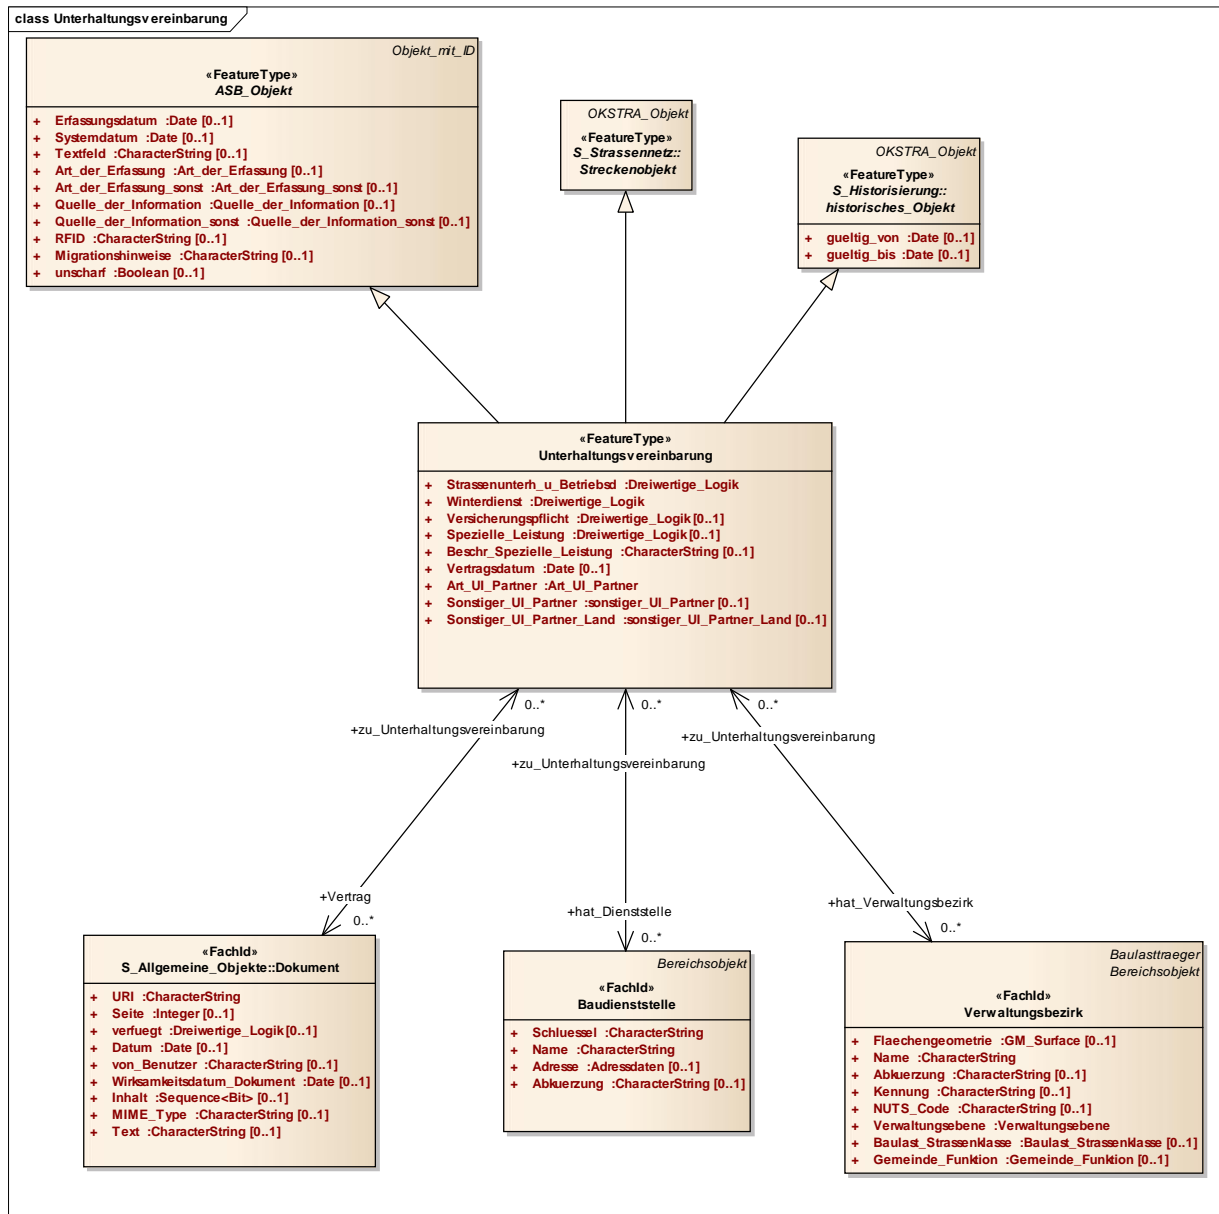 class Unterhaltungsvereinbarung
Objekt_mit_ID
«FeatureType»
ASB_Objekt
+ Erfassungsdatum :Date [0..1]
+ Systemdatum :Date [0..1]
+ Textfeld :CharacterString [0..1]
+ Art_der_Erfassung :Art_der_Erfassung [0..1]
+ Art_der_Erfassung_sonst :Art_der_Erfassung_sonst [0..1]
+ Quelle_der_Information :Quelle_der_Information [0..1]
+ Quelle_der_Information_sonst :Quelle_der_Information_sonst [0..1]
+ RFID :CharacterString [0..1]
+ Migrationshinweise :CharacterString [0..1]
+ unscharf :Boolean [0..1]
OKSTRA_Objekt
«FeatureType»
S_Strassennetz::
Streckenobjekt
OKSTRA_Objekt
«FeatureType»
S_Historisierung::
historisches_Objekt
+ gueltig_von :Date [0..1]
+ gueltig_bis :Date [0..1]
«FeatureType»
Unterhaltungsvereinbarung
+ Strassenunterh_u_Betriebsd :Dreiwertige_Logik
+ Winterdienst :Dreiwertige_Logik
+ Versicherungspflicht :Dreiwertige_Logik [0..1]
+ Spezielle_Leistung :Dreiwertige_Logik [0..1]
+ Beschr_Spezielle_Leistung :CharacterString [0..1]
+ Vertragsdatum :Date [0..1]
+ Art_UI_Partner :Art_UI_Partner
+ Sonstiger_UI_Partner :sonstiger_UI_Partner [0..1]
+ Sonstiger_UI_Partner_Land :sonstiger_UI_Partner_Land [0..1]
0..*
0..*
0..*
+zu_Unterhaltungsvereinbarung
+zu_Unterhaltungsvereinbarung
+zu_Unterhaltungsvereinbarung
+Vertrag
0..*
+hat_Dienststelle
0..*
+hat_Verwaltungsbezirk
0..*
«FachId»
S_Allgemeine_Objekte::Dokument
+ URI :CharacterString
+ Seite :Integer [0..1]
+ verfuegt :Dreiwertige_Logik [0..1]
+ Datum :Date [0..1]
+ von_Benutzer :CharacterString [0..1]
+ Wirksamkeitsdatum_Dokument :Date [0..1]
+ Inhalt :Sequence<Bit> [0..1]
+ MIME_Type :CharacterString [0..1]
+ Text :CharacterString [0..1]
Bereichsobjekt
«FachId»
Baudienststelle
+ Schluessel :CharacterString
+ Name :CharacterString
+ Adresse :Adressdaten [0..1]
+ Abkuerzung :CharacterString [0..1]
Baulasttraeger
Bereichsobjekt
«FachId»
Verwaltungsbezirk
+ Flaechengeometrie :GM_Surface [0..1]
+ Name :CharacterString
+ Abkuerzung :CharacterString [0..1]
+ Kennung :CharacterString [0..1]
+ NUTS_Code :CharacterString [0..1]
+ Verwaltungsebene :Verwaltungsebene
+ Baulast_Strassenklasse :Baulast_Strassenklasse [0..1]
+ Gemeinde_Funktion :Gemeinde_Funktion [0..1]